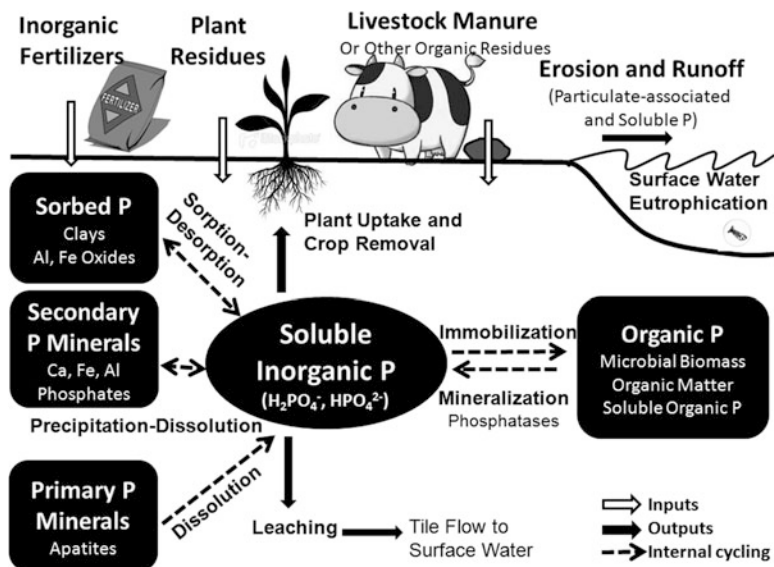 Inorganic
Fertilizers
Plant
Residues
Livestock Manure
Or Other Organic Residues
Erosion and Runoff
(Particulate-associated
and Soluble P)
FERTILIZER
Surface Water
Eutrophication
Sorbed P
Clays
Al, Fe Oxides
Sorption-
Desorption
Plant Uptake and
Crop Removal
Secondary
P Minerals
Ca, Fe, Al
Phosphates
Soluble
Inorganic P
(H₂PO₄⁻, HPO₄²⁻)
Immobilization
Mineralization
Phosphatases
Organic P
Microbial Biomass
Organic Matter
Soluble Organic P
Precipitation-Dissolution
Primary P
Minerals
Apatites
Dissolution
Leaching
Tile Flow to
Surface Water
Inputs
Outputs
Internal cycling